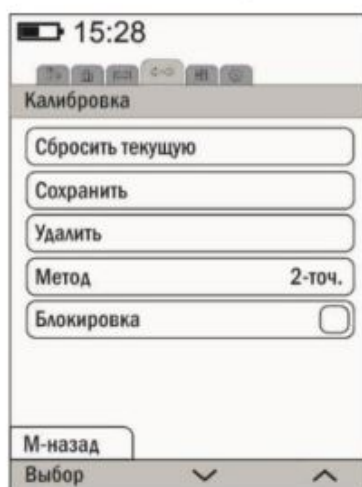 15:28
Калибровка
Сбросить текущую
Сохранить
Удалить
Метод 2-точ.
Блокировка
М-назад
Выбор